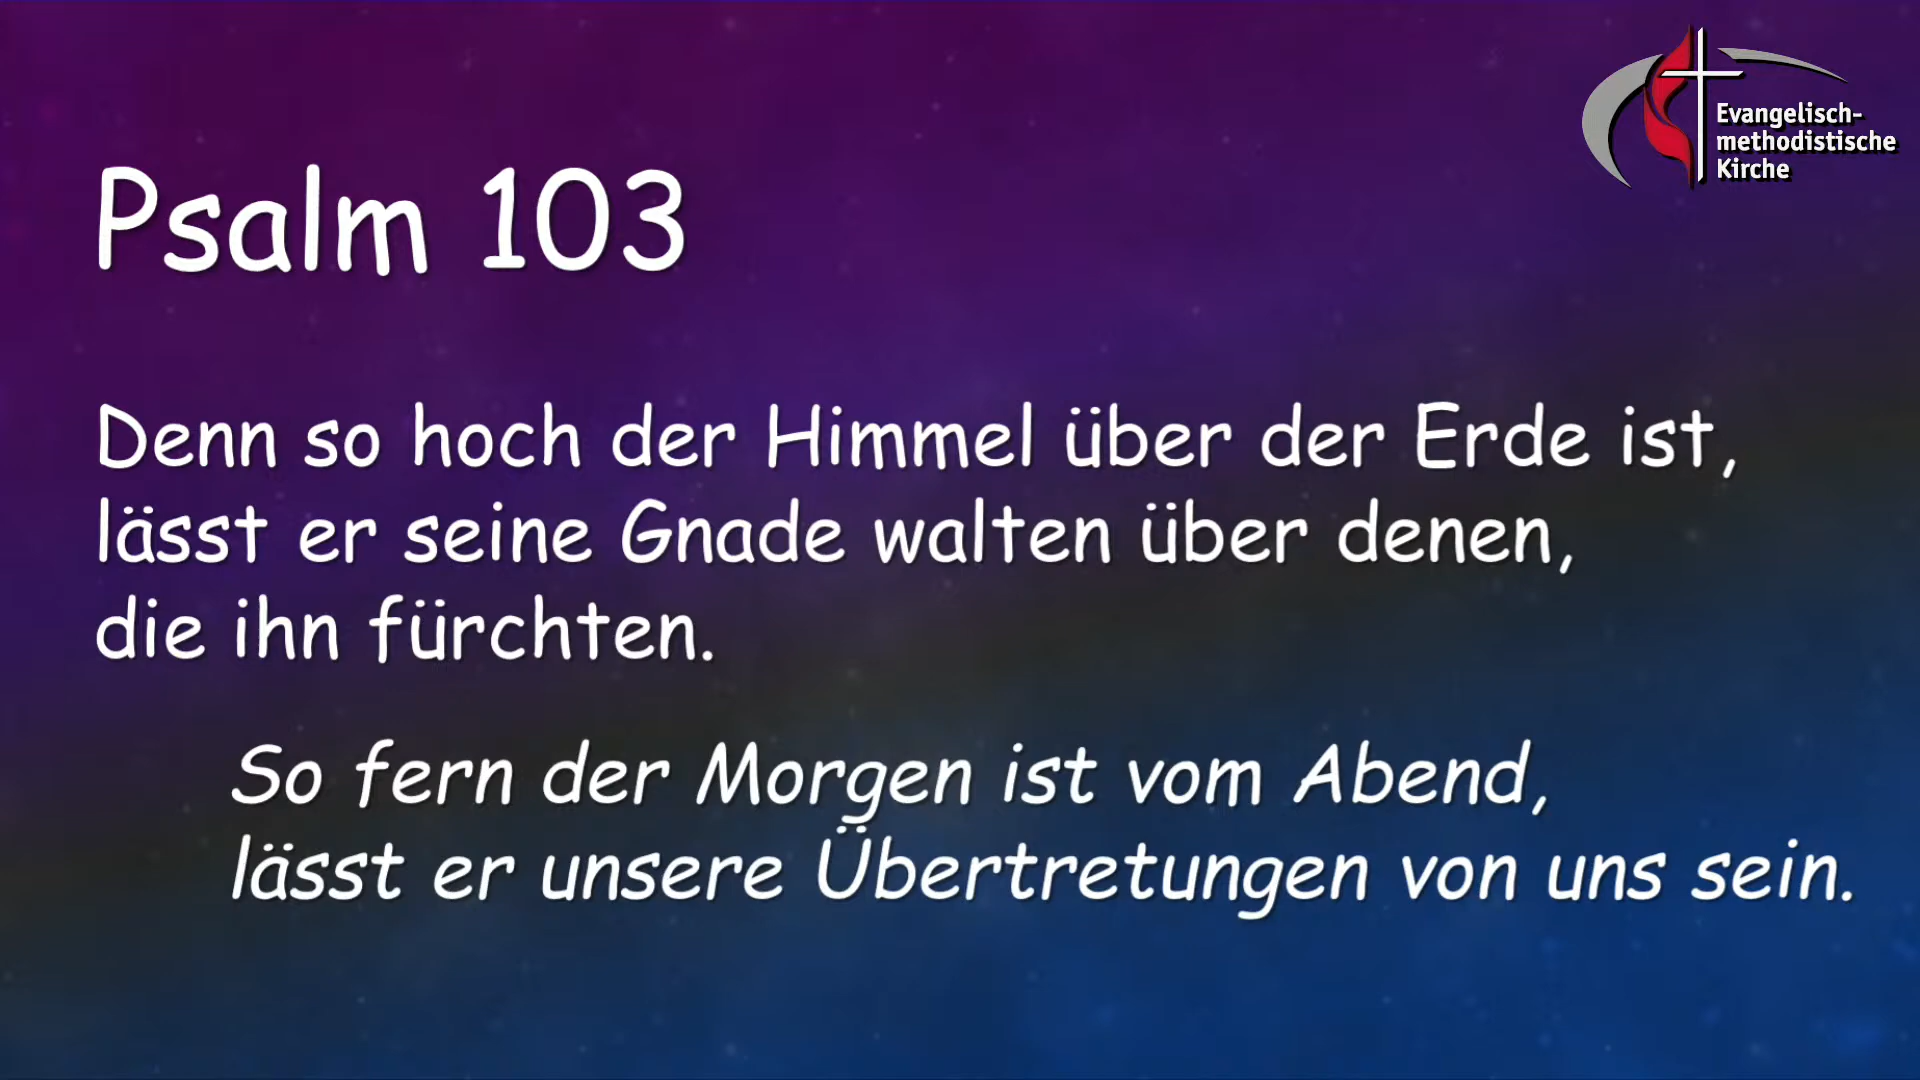 Evangelisch-
methodistische
Kirche
Psalm 103
Denn so hoch der Himmel über der Erde ist,
lässt er seine Gnade walten über denen,
die ihn fürchten.
So fern der Morgen ist vom Abend,
lässt er unsere Übertretungen von uns sein.